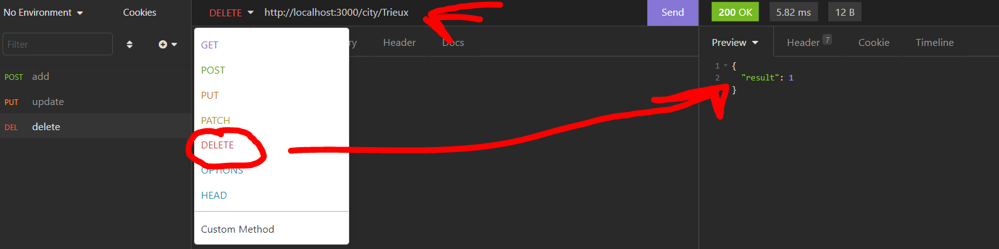 No Environment
Cookies
DELETE http://localhost:3000/city/Trieux
Send
200 OK
5.82 ms
12 B
Filter
GET
ry
Header
Docs
Preview
Header 7
Cookie
Timeline
POST add
POST
1 {
2 "result": 1
}
PUT update
PUT
PATCH
DEL delete
DELETE
OPTIONS
HEAD
Custom Method